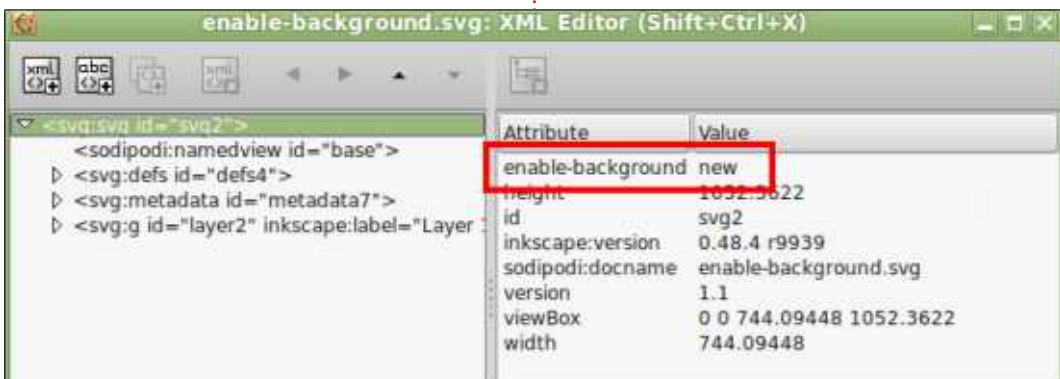 enable-background.svg: XML Editor (Shift+Ctrl+X)
<svg:svg id="svg2">
<sodipodi:namedview id="base">
<svg:defs id="defs4">
<svg:metadata id="metadata7">
<svg:g id="layer2" inkscape:label="Layer
Attribute Value
enable-background new
height 1052.3622
id svg2
inkscape:version 0.48.4 r9939
sodipodi:docname enable-background.svg
version 1.1
viewBox 0 0 744.09448 1052.3622
width 744.09448